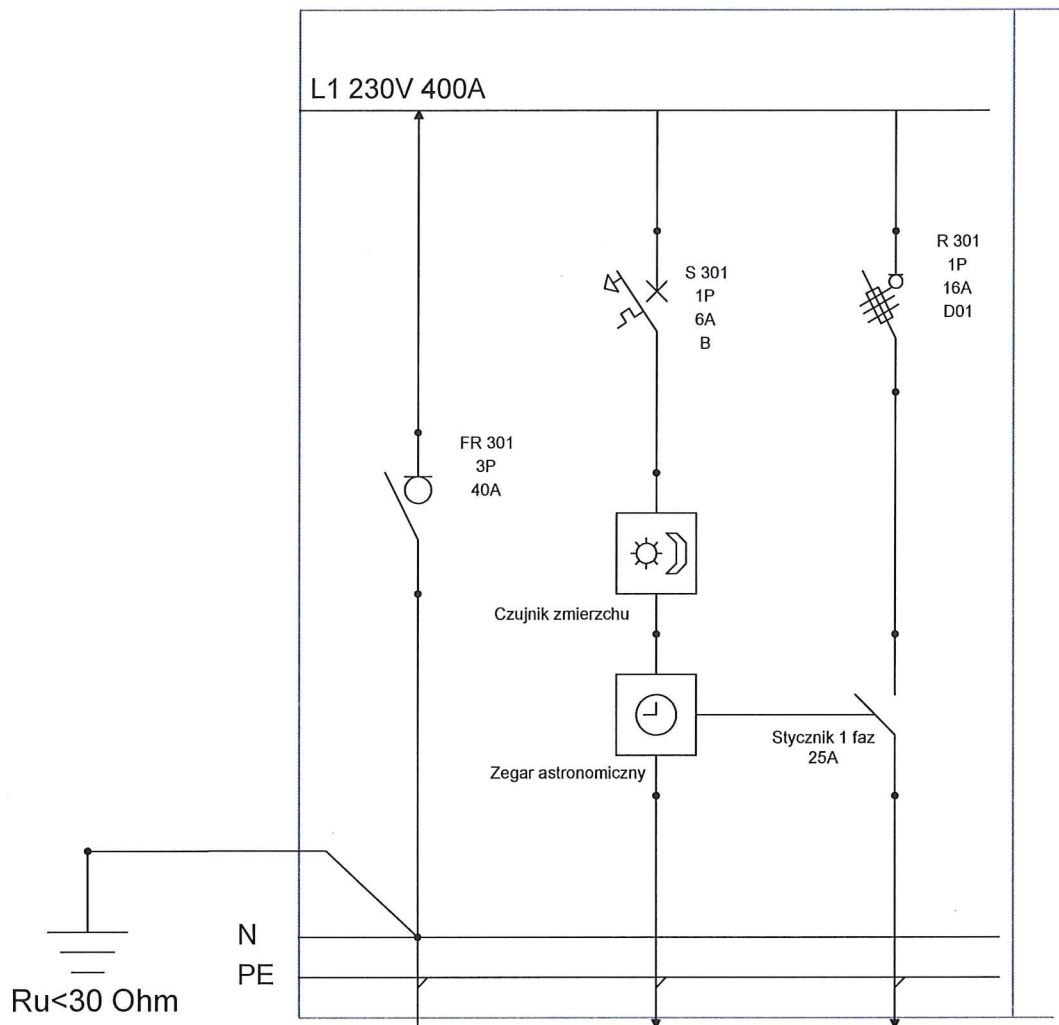 L1 230V 400A
S 301
1P
6A
B
R 301
1P
16A
D01
FR 301
3P
40A
Czujnik zmierzchu
Stycznik 1 faz
25A
Zegar astronomiczny
N
PE
Ru<30 Ohm